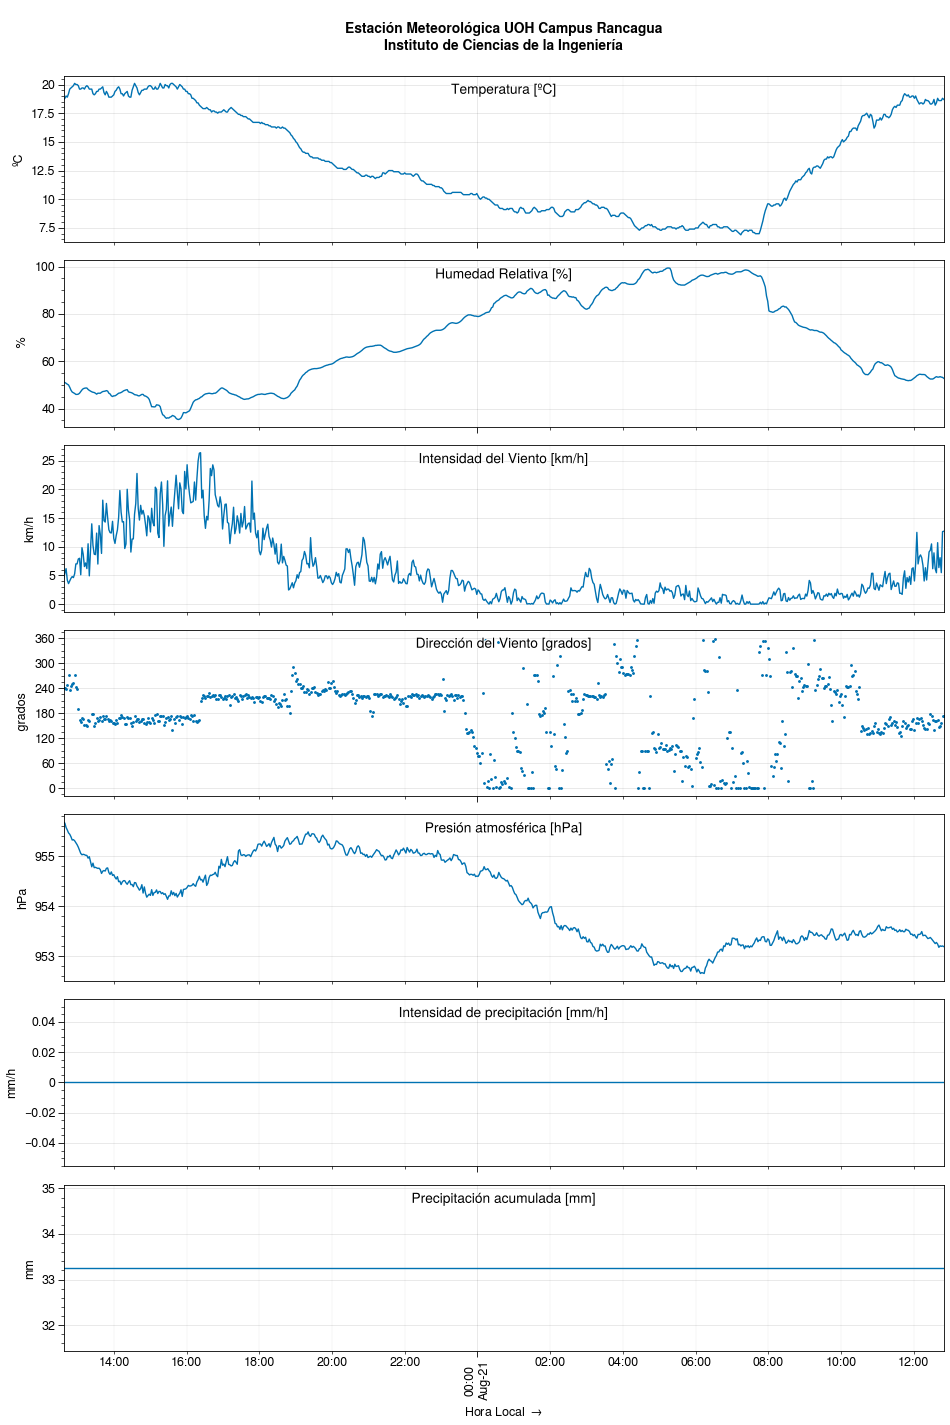 Estación Meteorológica UOH Campus Rancagua
Instituto de Ciencias de la Ingeniería
Temperatura [ºC]
ºC
20
17.5
15
12.5
10
7.5
Humedad Relativa [%]
%
100
80
60
40
Intensidad del Viento [km/h]
km/h
25
20
15
10
5
0
Dirección del Viento [grados]
grados
360
300
240
180
120
60
0
Presión atmosférica [hPa]
hPa
955
954
953
Intensidad de precipitación [mm/h]
mm/h
0.04
0.02
0
−0.02
−0.04
Precipitación acumulada [mm]
mm
35
34
33
32
14:00 16:00 18:00 20:00 22:00 00:00 02:00 04:00 06:00 08:00 10:00 12:00
Aug-21
Hora Local →